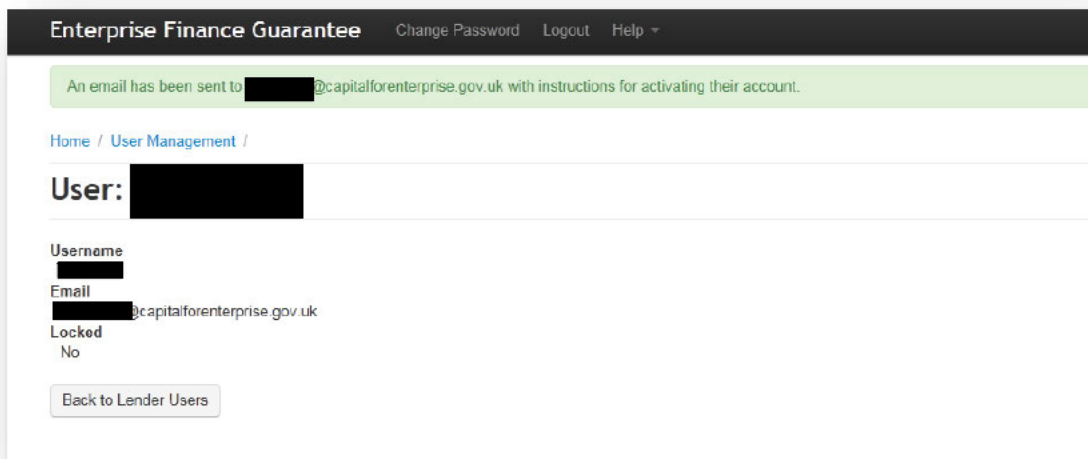 Enterprise Finance Guarantee Change Password Logout Help
An email has been sent to @capitalforenterprise.gov.uk with instructions for activating their account.
Home / User Management /
User:
Username
Email
@capitalforenterprise.gov.uk
Locked
No
Back to Lender Users